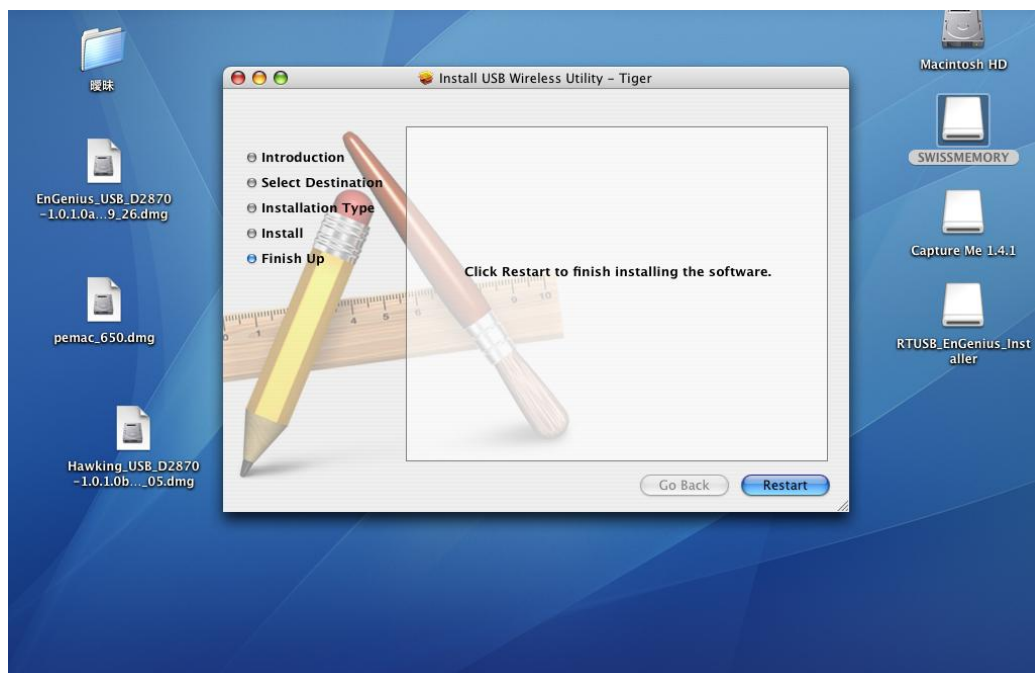 曖昧
EnGenius_USB_D2870
-1.0.1.0a...9_26.dmg
pemac_650.dmg
Hawking_USB_D2870
-1.0.1.0b..._05.dmg
Install USB Wireless Utility – Tiger
Introduction
Select Destination
Installation Type
Install
Finish Up
Click Restart to finish installing the software.
Go Back
Restart
Macintosh HD
SWISSMEMORY
Capture Me 1.4.1
RTUSB_EnGenius_Inst
aller